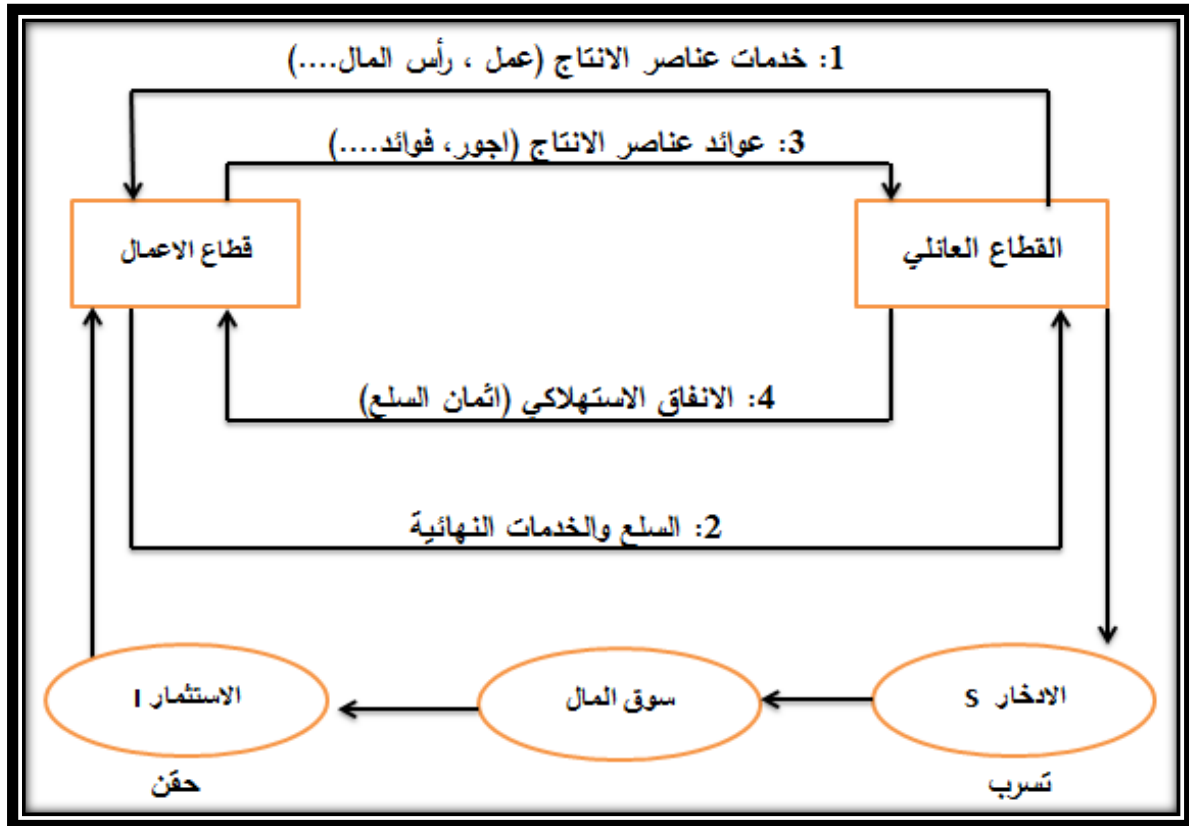 1: خدمات عناصر الانتاج (عمل ، رأس المال....)
3: عوائد عناصر الانتاج (اجور، فوائد....)
القطاع العائلي
قطاع الاعمال
4: الانفاق الاستهلاكي (اثمان السلع)
2: السلع والخدمات النهائية
الادخار S
سوق المال
الاستثمار I
تسرب
حقن